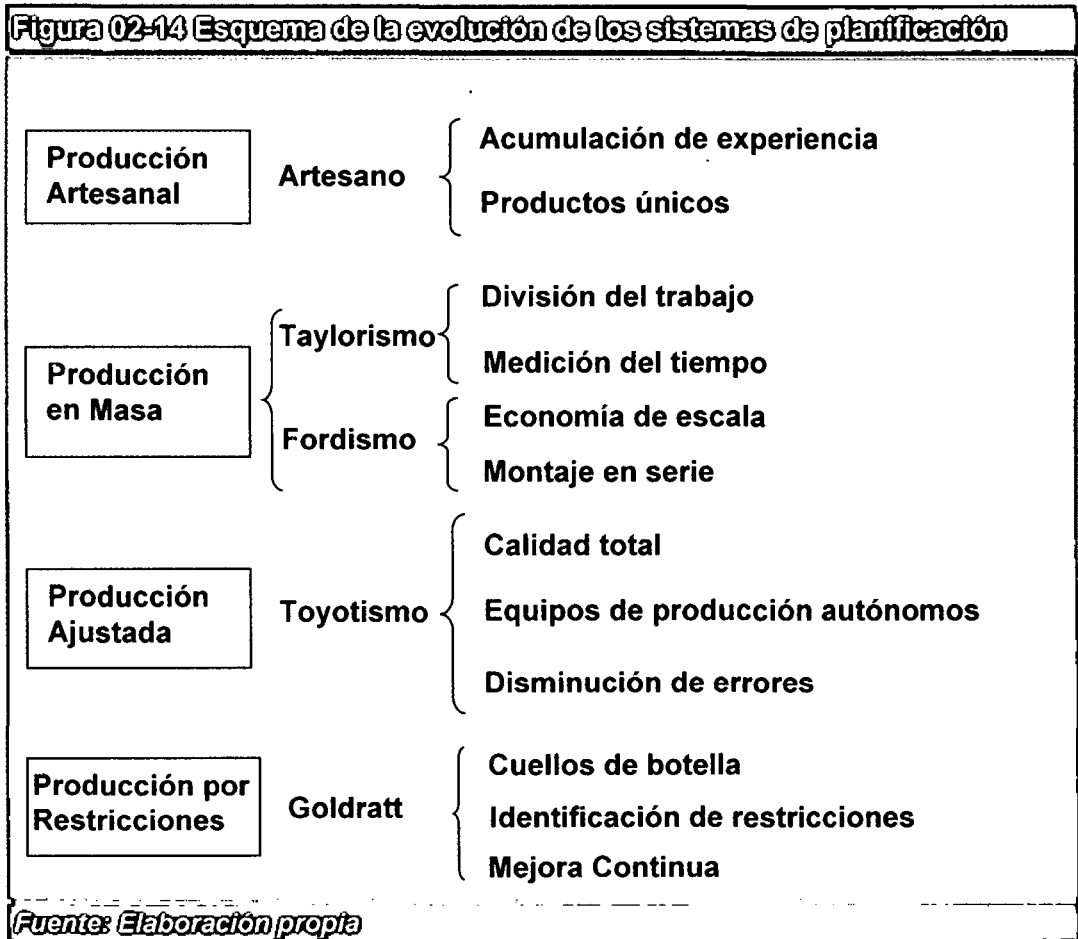 Figura 02-14 Esquema de la evolución de los sistemas de planificación
Producción
Artesanal
Artesano
Acumulación de experiencia
Productos únicos
Producción
en Masa
Taylorismo
División del trabajo
Medición del tiempo
Fordismo
Economía de escala
Montaje en serie
Producción
Ajustada
Toyotismo
Calidad total
Equipos de producción autónomos
Disminución de errores
Producción por
Restricciones
Goldratt
Cuellos de botella
Identificación de restricciones
Mejora Continua
Fuente: Elaboración propia